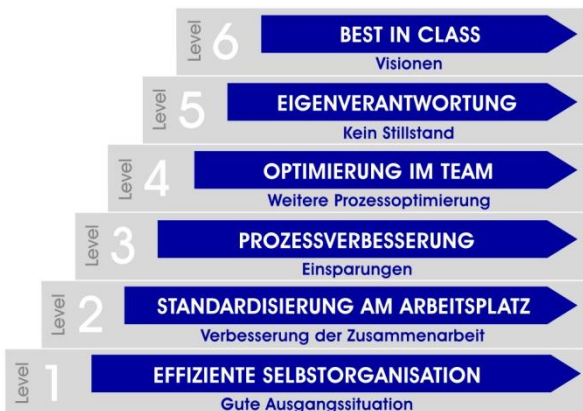 Level 6
BEST IN CLASS
Visionen
Level 5
EIGENVERANTWORTUNG
Kein Stillstand
Level 4
OPTIMIERUNG IM TEAM
Weitere Prozessoptimierung
Level 3
PROZESSVERBESSERUNG
Einsparungen
Level 2
STANDARDISIERUNG AM ARBEITSPLATZ
Verbesserung der Zusammenarbeit
Level 1
EFFIZIENTE SELBSTORGANISATION
Gute Ausgangssituation